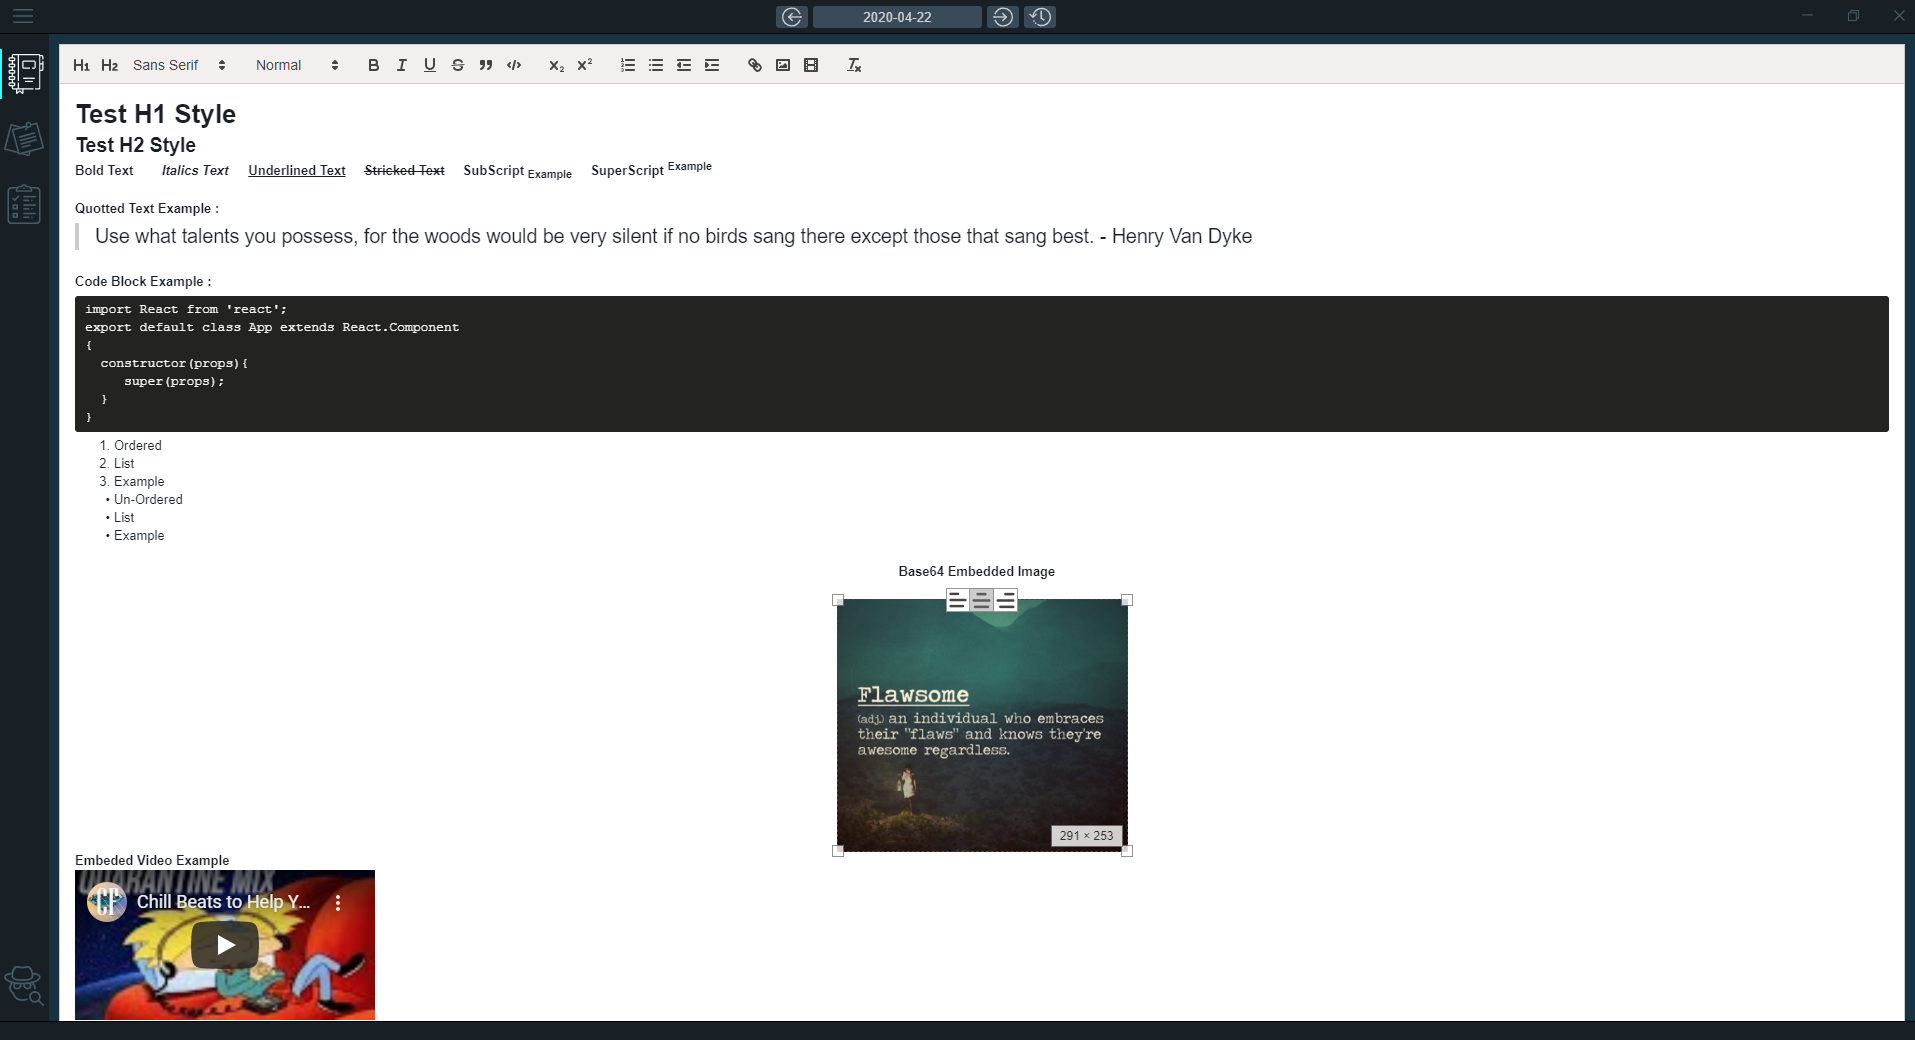 2020-04-22
H1 H2 Sans Serif Normal B I U S X2 X2
Test H1 Style
Test H2 Style
Bold Text Italics Text Underlined Text Stricked Text SubScript Example SuperScript Example
Quotted Text Example :
Use what talents you possess, for the woods would be very silent if no birds sang there except those that sang best. - Henry Van Dyke
Code Block Example :
import React from 'react';
export default class App extends React.Component
{
constructor(props){
super(props);
}
}
1. Ordered
2. List
3. Example
• Un-Ordered
• List
• Example
Base64 Embedded Image
Flawsome
(adj.) an individual who embraces
their "flaws" and knows they're
awesome regardless.
291 × 253
Embeded Video Example
QUARANTINE MIX
GF Chill Beats to Help Y...